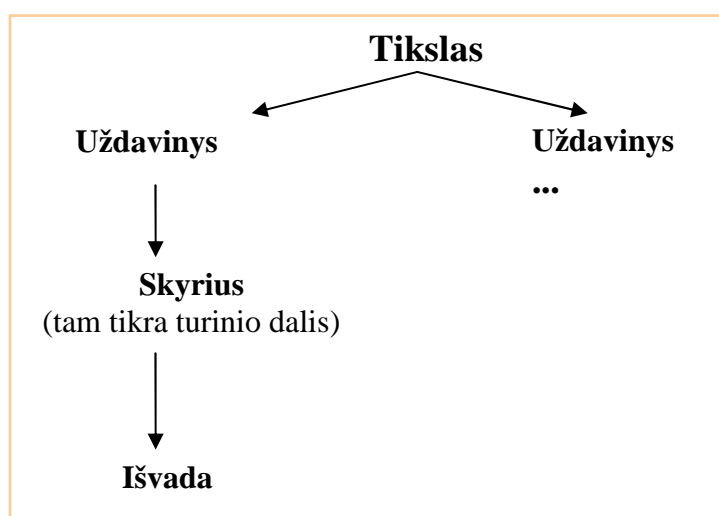 Tikslas
Uždavinys
Uždavinys
...
Skyrius
(tam tikra turinio dalis)
Išvada